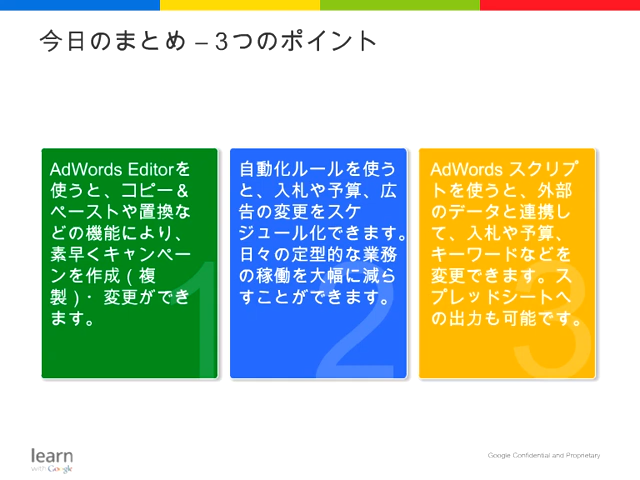 今日のまとめ – 3つのポイント
AdWords Editorを
使うと、コピー＆
ペーストや置換な
どの機能により、
素早くキャンペー
ンを作成（複
製）・変更ができ
ます。
1
自動化ルールを使う
と、入札や予算、広
告の変更をスケ
ジュール化できます。
日々の定型的な業務
の稼働を大幅に減ら
すことができます。
2
AdWords スクリプ
トを使うと、外部
のデータと連携し
て、入札や予算、
キーワードなどを
変更できます。ス
プレッドシートへ
の出力も可能です。
3
learn
with Google
Google Confidential and Proprietary